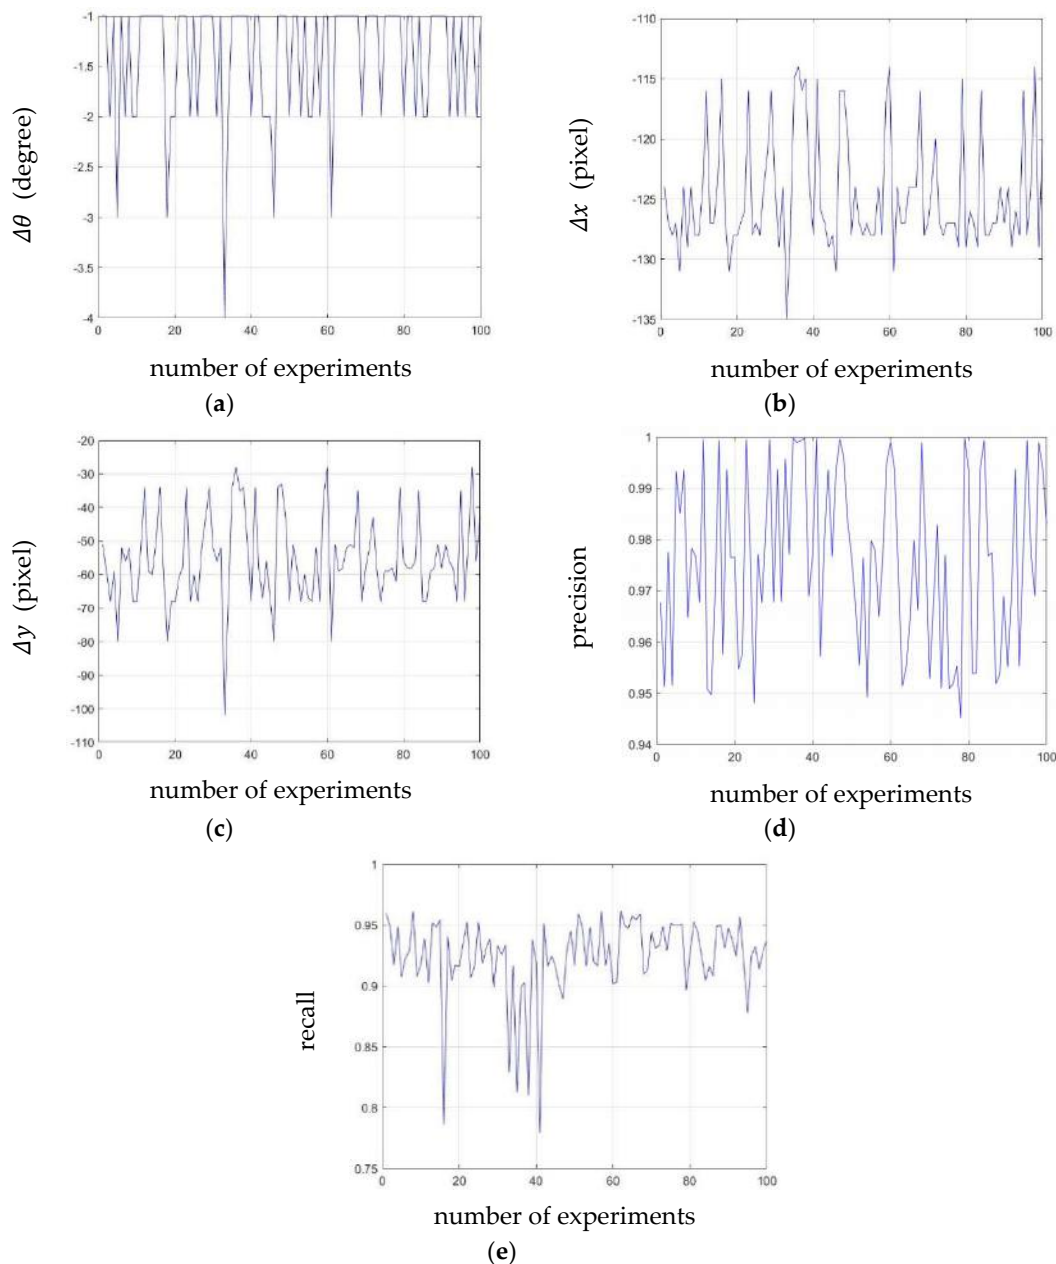 -1
-1.5
-2
-2.5
-3
-3.5
-4
0 20 40 60 80 100
Δθ (degree)
number of experiments
(a)
-110
-115
-120
-125
-130
-135
0 20 40 60 80 100
Δx (pixel)
number of experiments
(b)
-20
-30
-40
-50
-60
-70
-80
-90
-100
-110
0 20 40 60 80 100
Δy (pixel)
number of experiments
(c)
1
0.99
0.98
0.97
0.96
0.95
0.94
0 20 40 60 80 100
precision
number of experiments
(d)
1
0.95
0.9
0.85
0.8
0.75
0 20 40 60 80 100
recall
number of experiments
(e)